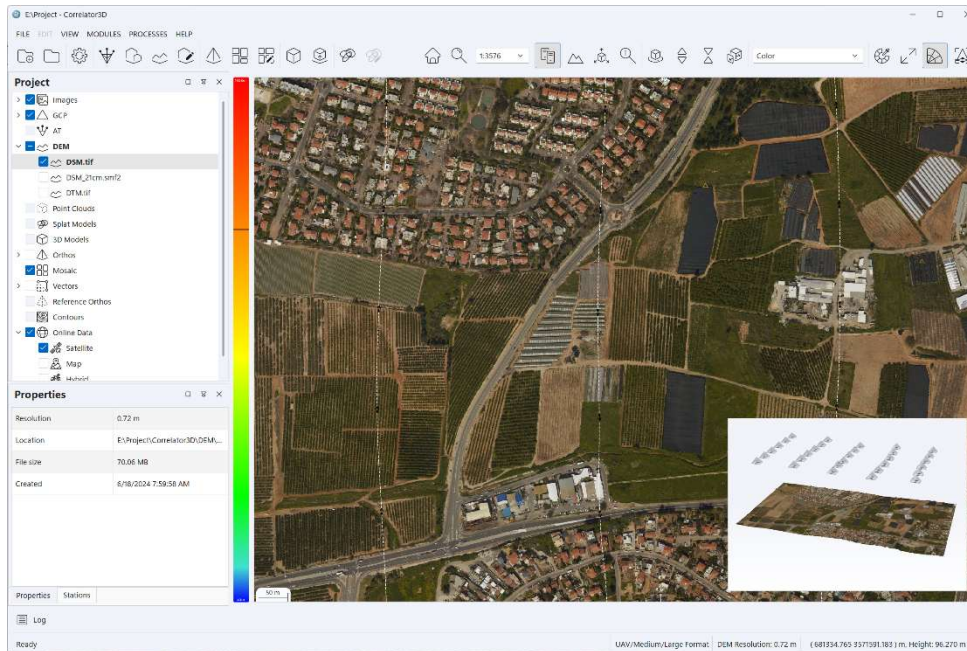 E:\Project - Correlator3D
FILE EDIT VIEW MODULES PROCESSES HELP
1:3576 Color
Project
Images
GCP
AT
DEM
DSM.tif
DSM_21cm.smf2
DTM.tif
Point Clouds
Splat Models
3D Models
Orthos
Mosaic
Vectors
Reference Orthos
Contours
Online Data
Satellite
Map
Hybrid
Properties
Resolution 0.72 m
Location E:\Project\Correlator3D\DEM\...
File size 70.06 MB
Created 6/18/2024 7:59:58 AM
50 m
Properties Stations
Log
Ready UAV/Medium/Large Format DEM Resolution: 0.72 m ( 681334.765 3571591.183 ) m, Height: 96.270 m